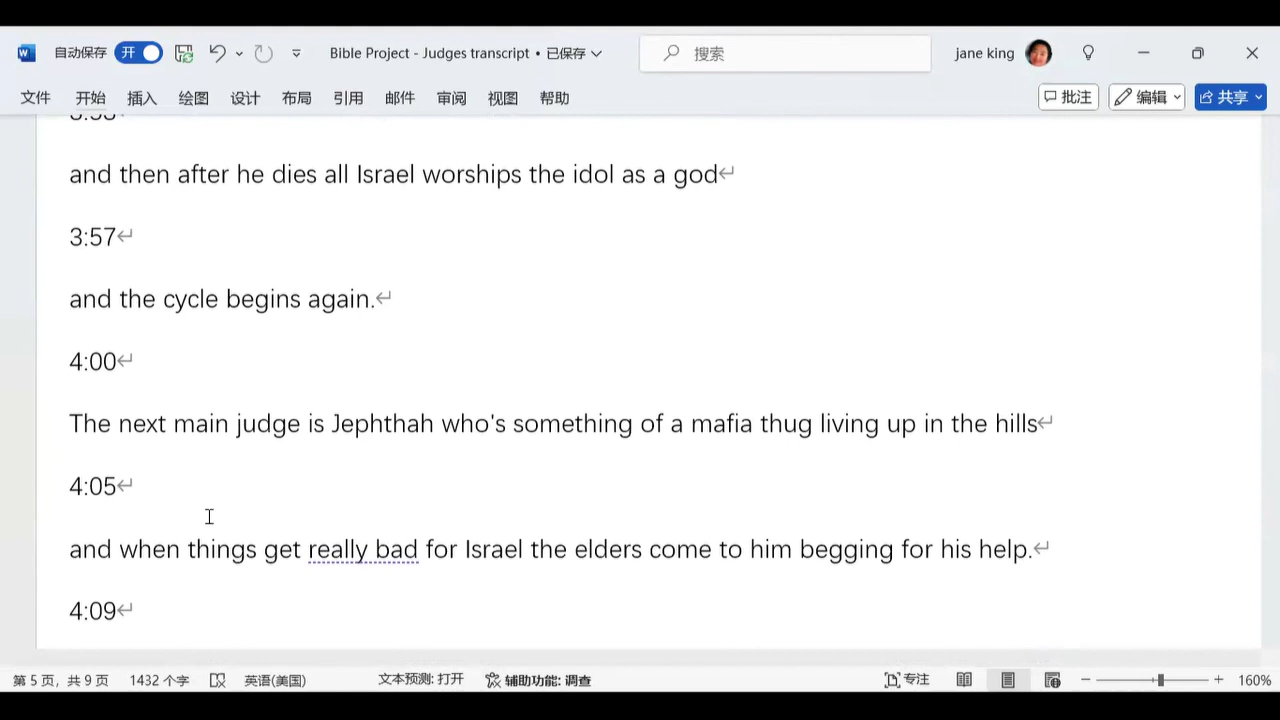 自动保存 开 Bible Project - Judges transcript • 已保存 搜索 jane king
文件 开始 插入 绘图 设计 布局 引用 邮件 审阅 视图 帮助 批注 编辑 共享
and then after he dies all Israel worships the idol as a god
3:57
and the cycle begins again.
4:00
The next main judge is Jephthah who's something of a mafia thug living up in the hills
4:05
and when things get really bad for Israel the elders come to him begging for his help.
4:09
第 5 页，共 9 页 1432 个字 英语(美国) 文本预测: 打开 辅助功能: 调查 专注 160%